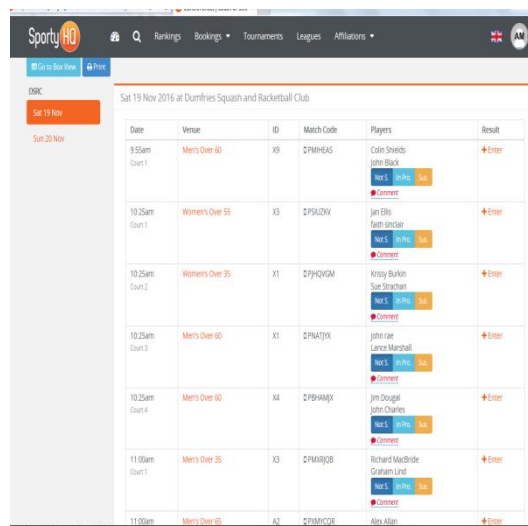 Sporty HQ
Rankings Bookings Tournaments Leagues Affiliations
AM
Go to Box View Print
DSRC
Sat 19 Nov
Sun 20 Nov
Sat 19 Nov 2016 at Dumfries Squash and Racketball Club
Date Venue ID Match Code Players Result
9:55am Men's Over 60 X9 PMIHEAS Colin Shields +Enter
Court 1 John Black
Not S. In Pro. Sus.
Comment
10:25am Women's Over 55 X3 PSIUZKV Jan Ellis +Enter
Court 1 faith sinclair
Not S. In Pro. Sus.
Comment
10:25am Women's Over 35 X1 PJHQVGM Krissy Burkin +Enter
Court 2 Sue Strachan
Not S. In Pro. Sus.
Comment
10:25am Men's Over 60 X1 PNATJYX john rae +Enter
Court 3 Lance Marshall
Not S. In Pro. Sus.
Comment
10:25am Men's Over 60 X4 PBHAMJX Jim Dougal +Enter
Court 4 John Charles
Not S. In Pro. Sus.
Comment
11:00am Men's Over 35 X3 PMXRJOB Richard MacBride +Enter
Court 1 Graham Lind
Not S. In Pro. Sus.
Comment
11:00am Men's Over 65 A2 PXMYCQR Alex Allan +Enter